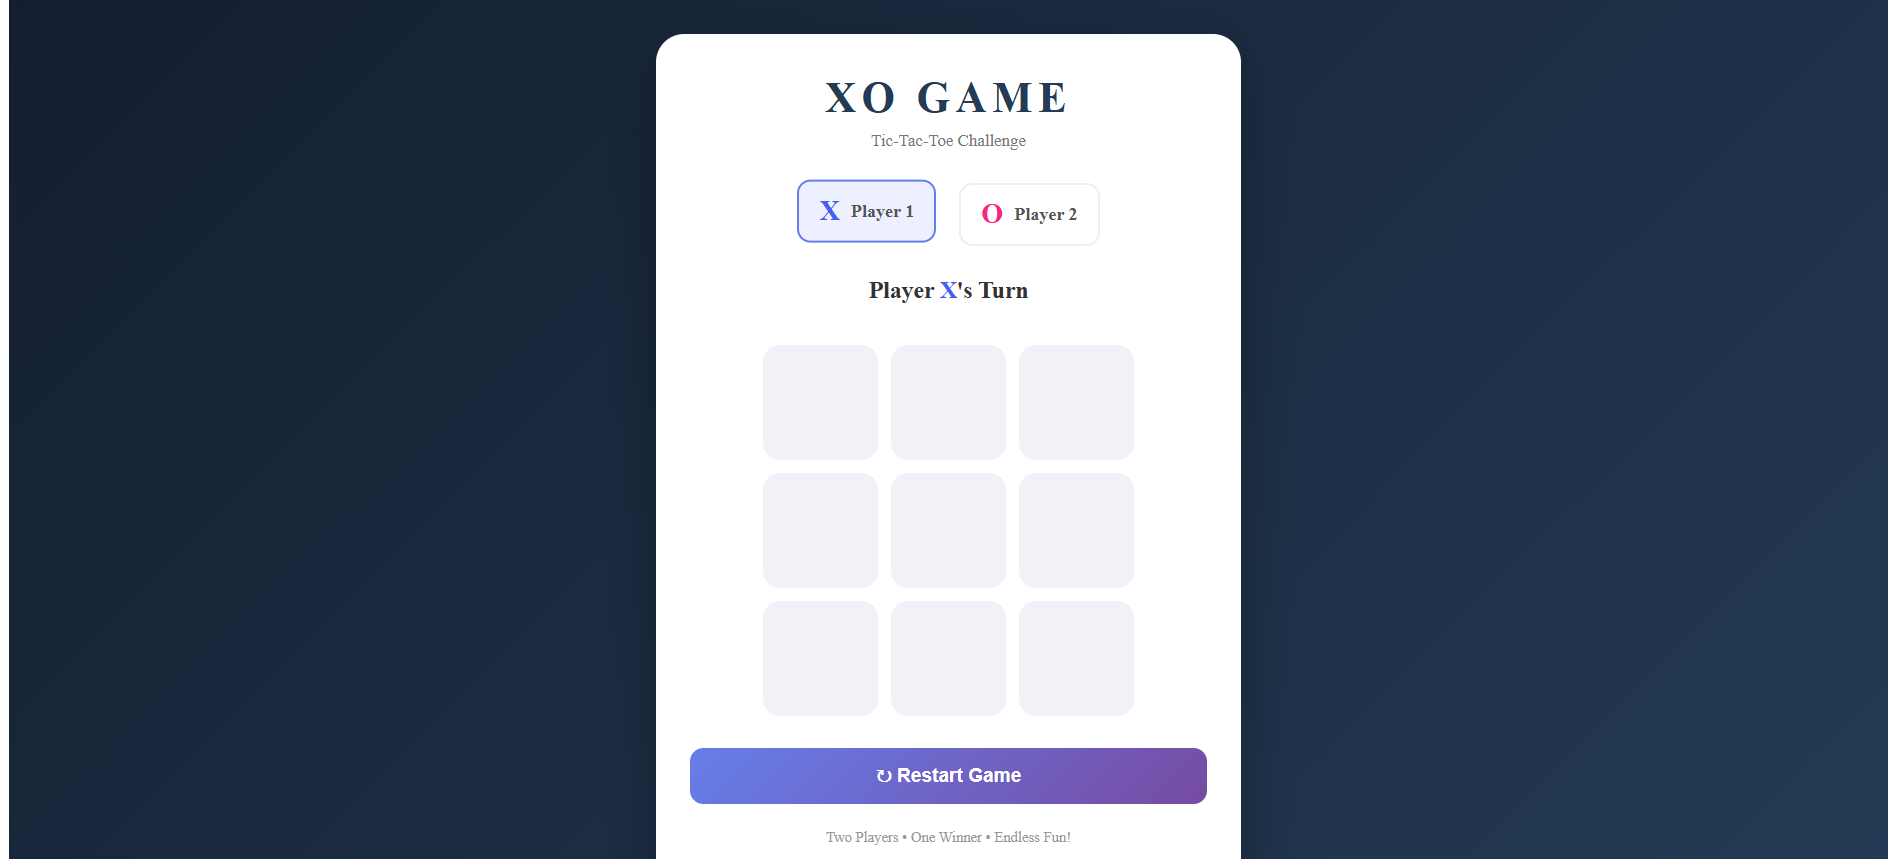 XO GAME
Tic-Tac-Toe Challenge
X Player 1
O Player 2
Player X's Turn
↻ Restart Game
Two Players • One Winner • Endless Fun!